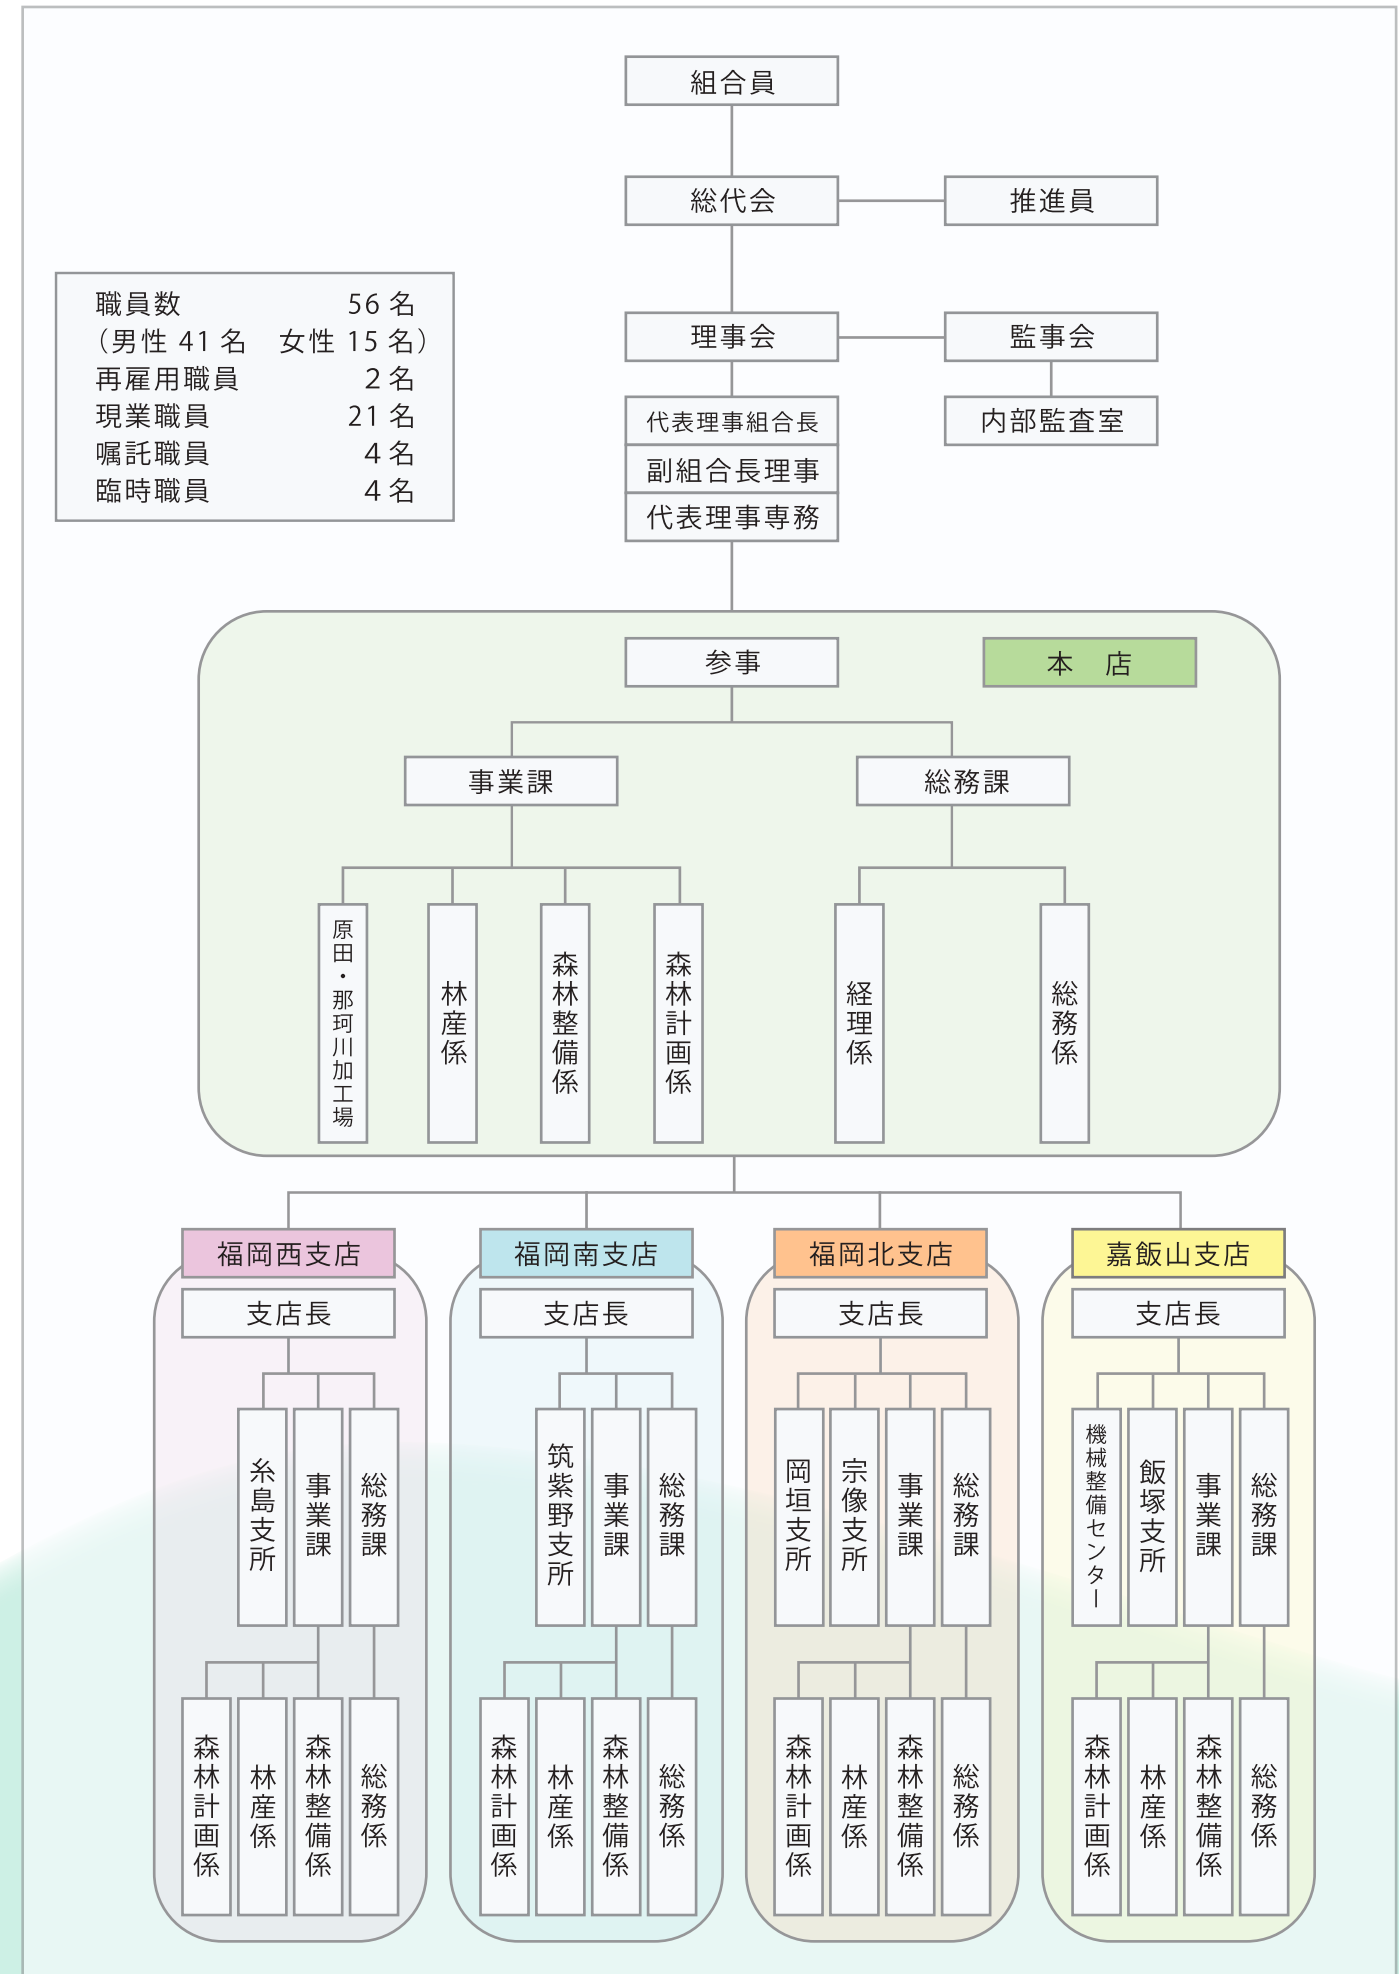 組合員
総代会
推進員
職員数 56 名
（男性 41 名　女性 15 名）
再雇用職員 2 名
現業職員 21 名
嘱託職員 4 名
臨時職員 4 名
理事会
監事会
代表理事組合長
内部監査室
副組合長理事
代表理事専務
参事
本　店
事業課
総務課
原田・那珂川加工場
林産係
森林整備係
森林計画係
経理係
総務係
福岡西支店
福岡南支店
福岡北支店
嘉飯山支店
支店長
支店長
支店長
支店長
糸島支所
事業課
総務課
筑紫野支所
事業課
総務課
岡垣支所
宗像支所
事業課
総務課
機械整備センター
飯塚支所
事業課
総務課
森林計画係
林産係
森林整備係
総務係
森林計画係
林産係
森林整備係
総務係
森林計画係
林産係
森林整備係
総務係
森林計画係
林産係
森林整備係
総務係